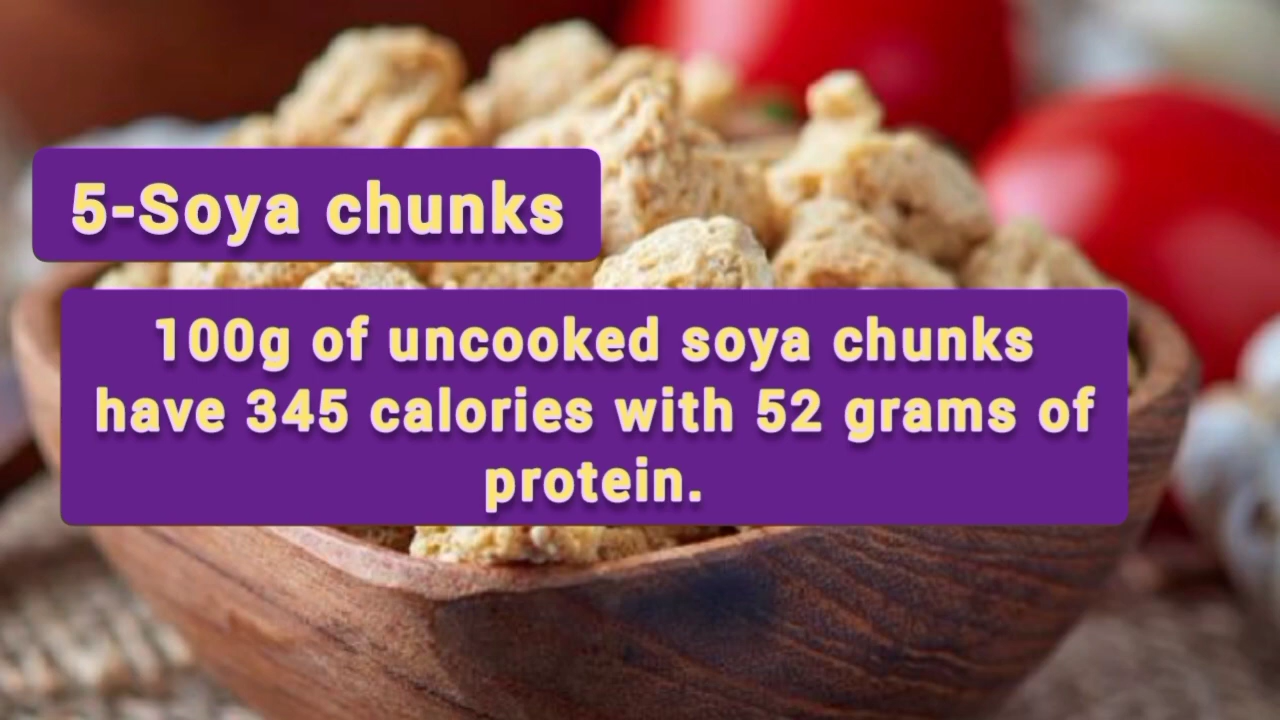 5-Soya chunks
100g of uncooked soya chunks
have 345 calories with 52 grams of
protein.